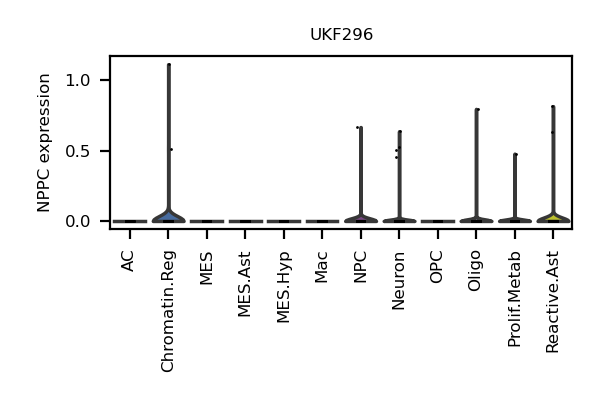 UKF296
NPPC expression
1.0
0.5
0.0
AC
Chromatin.Reg
MES
MES.Ast
MES.Hyp
Mac
NPC
Neuron
OPC
Oligo
Prolif.Metab
Reactive.Ast